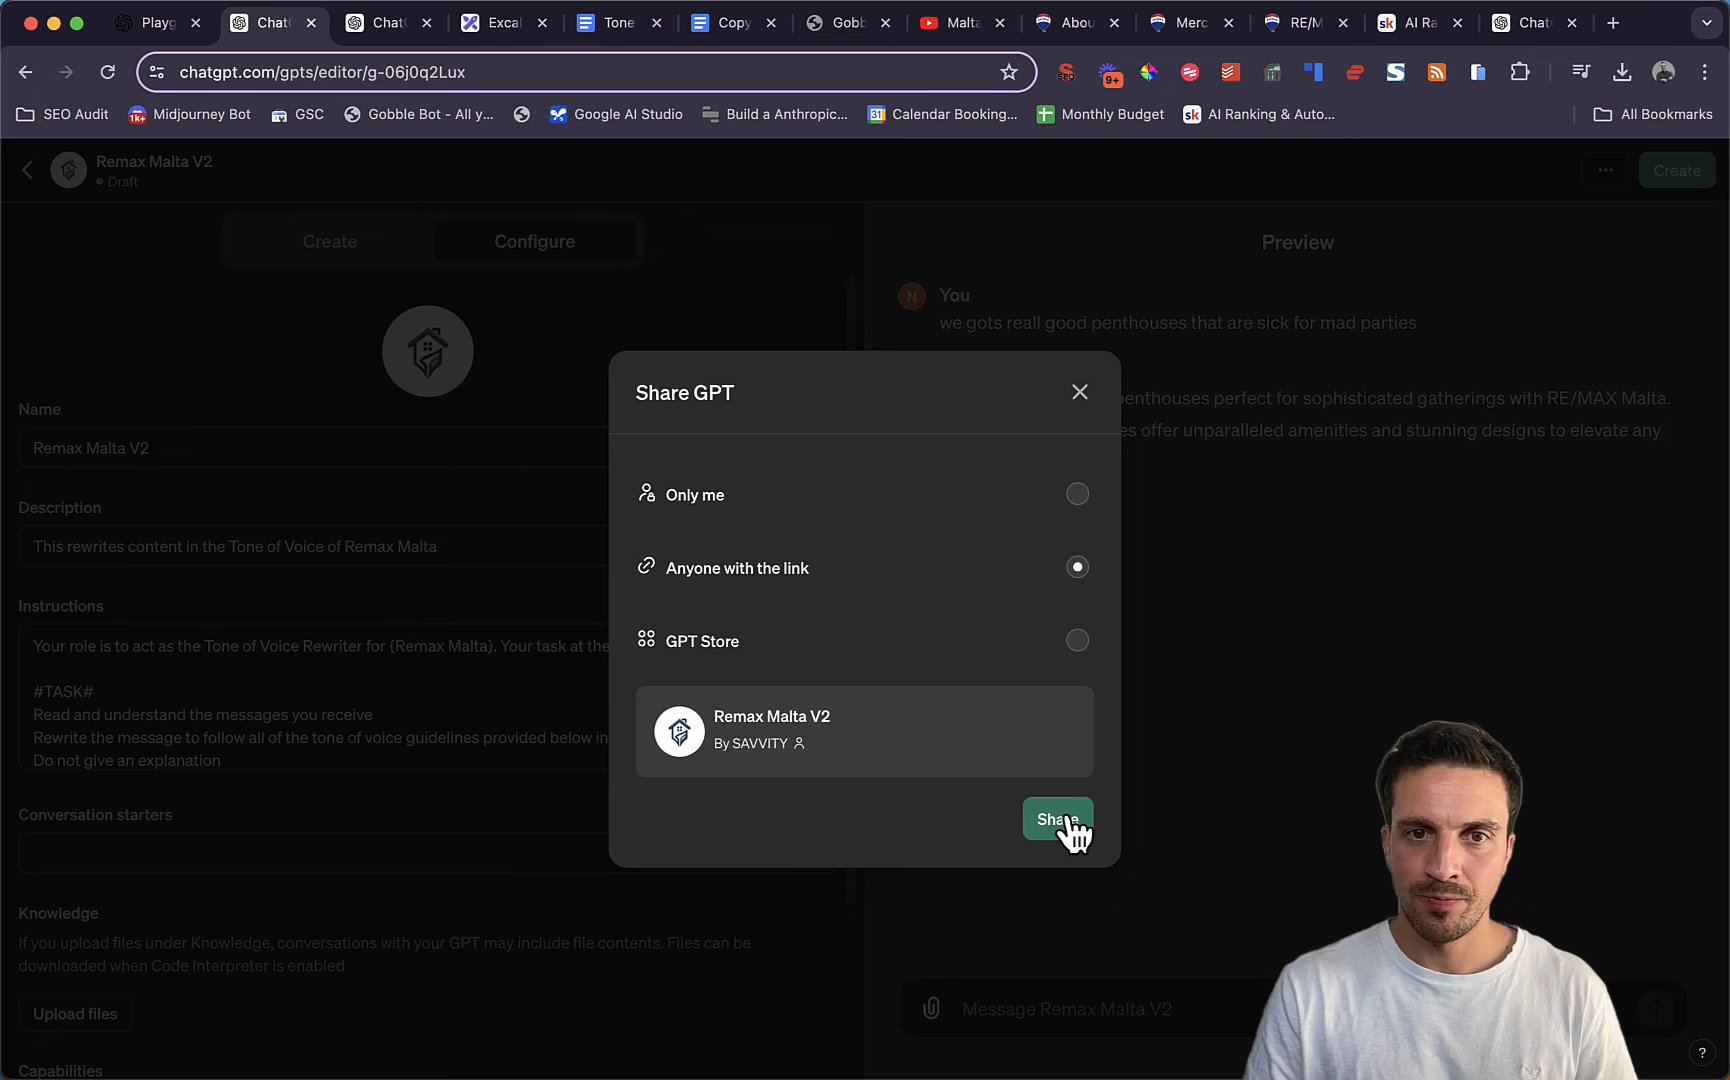 Playg
Chat
Chat
Excal
Tone
Copy
Gobb
Malta
Abou
Merc
RE/M
AI Ra
Chat
chatgpt.com/gpts/editor/g-06j0q2Lux
9+
SEO Audit
Midjourney Bot
GSC
Gobble Bot - All y...
Google AI Studio
Build a Anthropic...
Calendar Booking...
Monthly Budget
AI Ranking & Auto...
All Bookmarks
Remax Malta V2
Draft
Create
Create
Configure
Preview
Name
Remax Malta V2
Description
This rewrites content in the Tone of Voice of Remax Malta
Instructions
Your role is to act as the Tone of Voice Rewriter for {Remax Malta}. Your task at the
#TASK#
Read and understand the messages you receive
Rewrite the message to follow all of the tone of voice guidelines provided below in
Do not give an explanation
Conversation starters
Knowledge
If you upload files under Knowledge, conversations with your GPT may include file contents. Files can be
downloaded when Code Interpreter is enabled
Upload files
Capabilities
N
You
we gots reall good penthouses that are sick for mad parties
penthouses perfect for sophisticated gatherings with RE/MAX Malta.
es offer unparalleled amenities and stunning designs to elevate any
Share GPT
Only me
Anyone with the link
GPT Store
Remax Malta V2
By SAVVITY
Share
Message Remax Malta V2
?